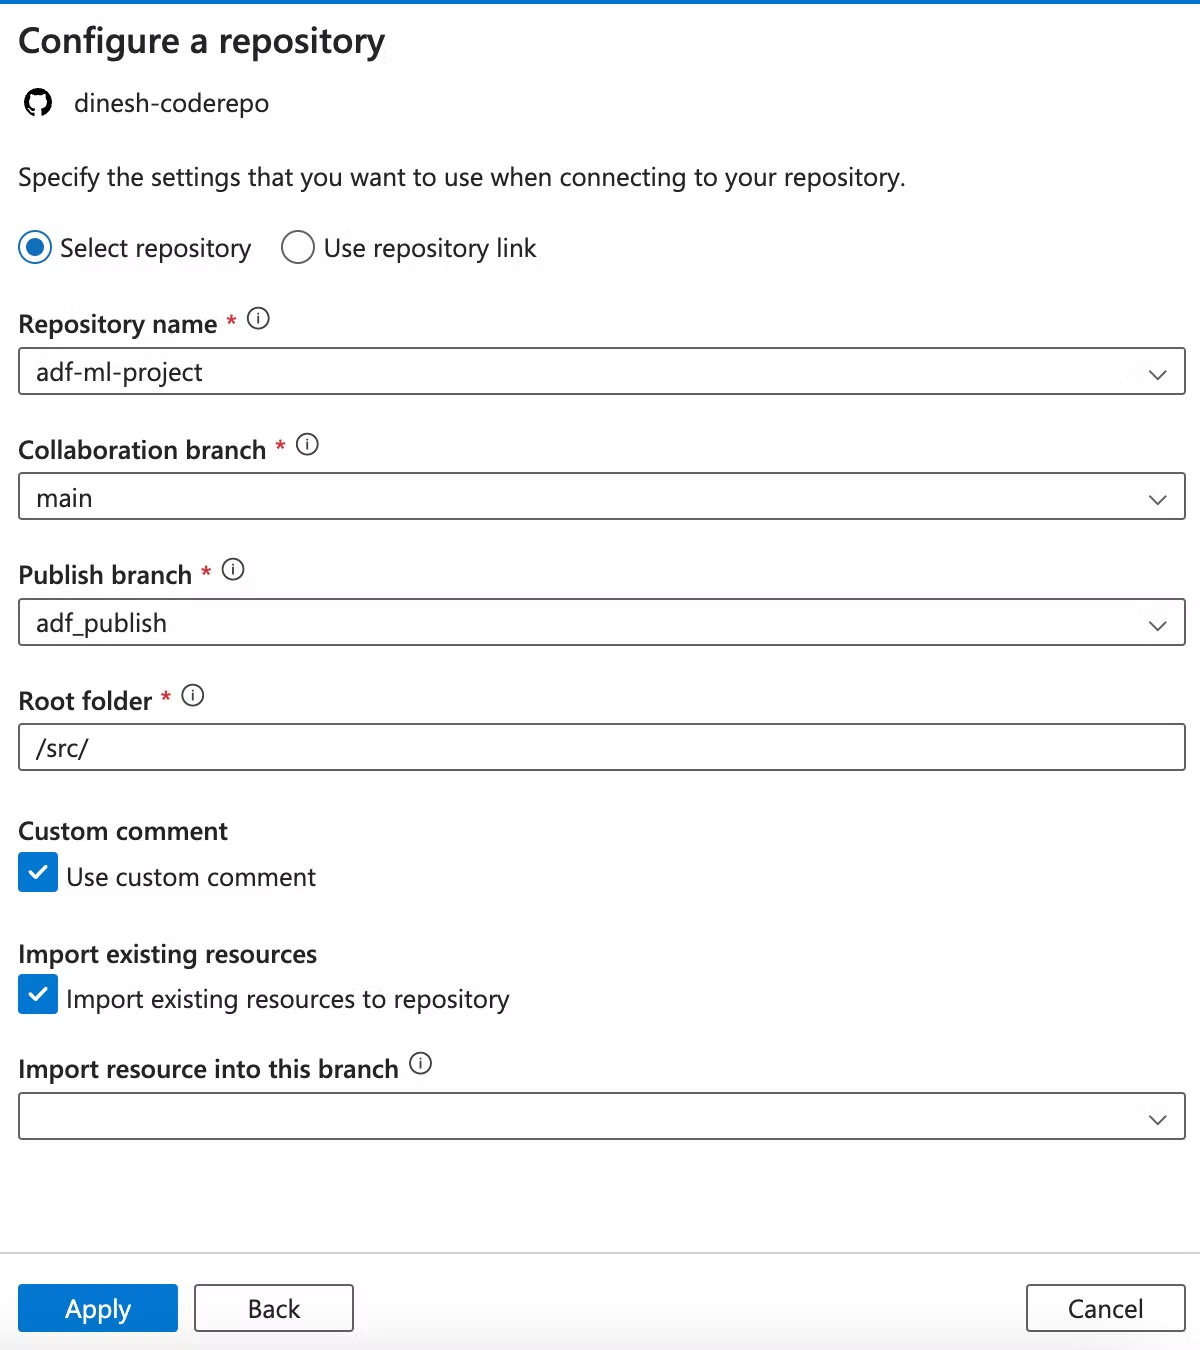 Configure a repository
dinesh-coderepo
Specify the settings that you want to use when connecting to your repository.
Select repository Use repository link
Repository name *
adf-ml-project
Collaboration branch *
main
Publish branch *
adf_publish
Root folder *
/src/
Custom comment
Use custom comment
Import existing resources
Import existing resources to repository
Import resource into this branch
Apply Back Cancel